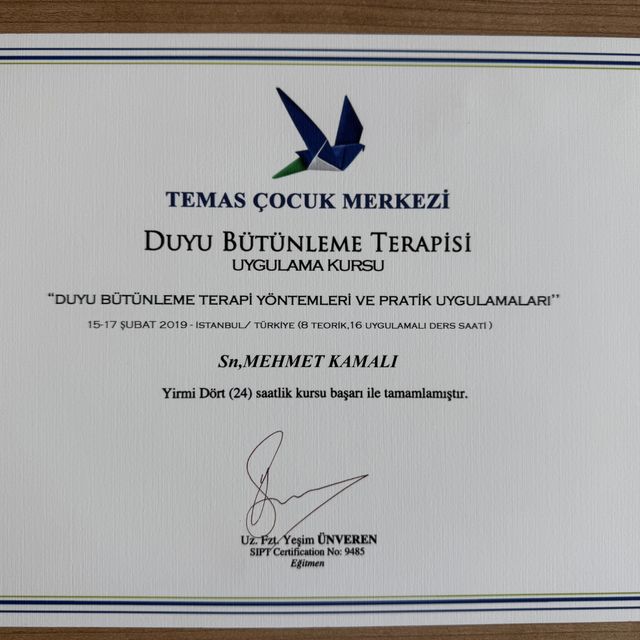 TEMAS ÇOCUK MERKEZİ
DUYU BÜTÜNLEME TERAPİSİ
UYGULAMA KURSU
“DUYU BÜTÜNLEME TERAPİ YÖNTEMLERİ VE PRATİK UYGULAMALARI’’
15-17 ŞUBAT 2019 - İSTANBUL/ TÜRKİYE (8 TEORİK,16 UYGULAMALI DERS SAATİ )
Sn,MEHMET KAMALI
Yirmi Dört (24) saatlik kursu başarı ile tamamlamıştır.
Uz. Fzt. Yeşim ÜNVEREN
SIPT Certification No: 9485
Eğitmen